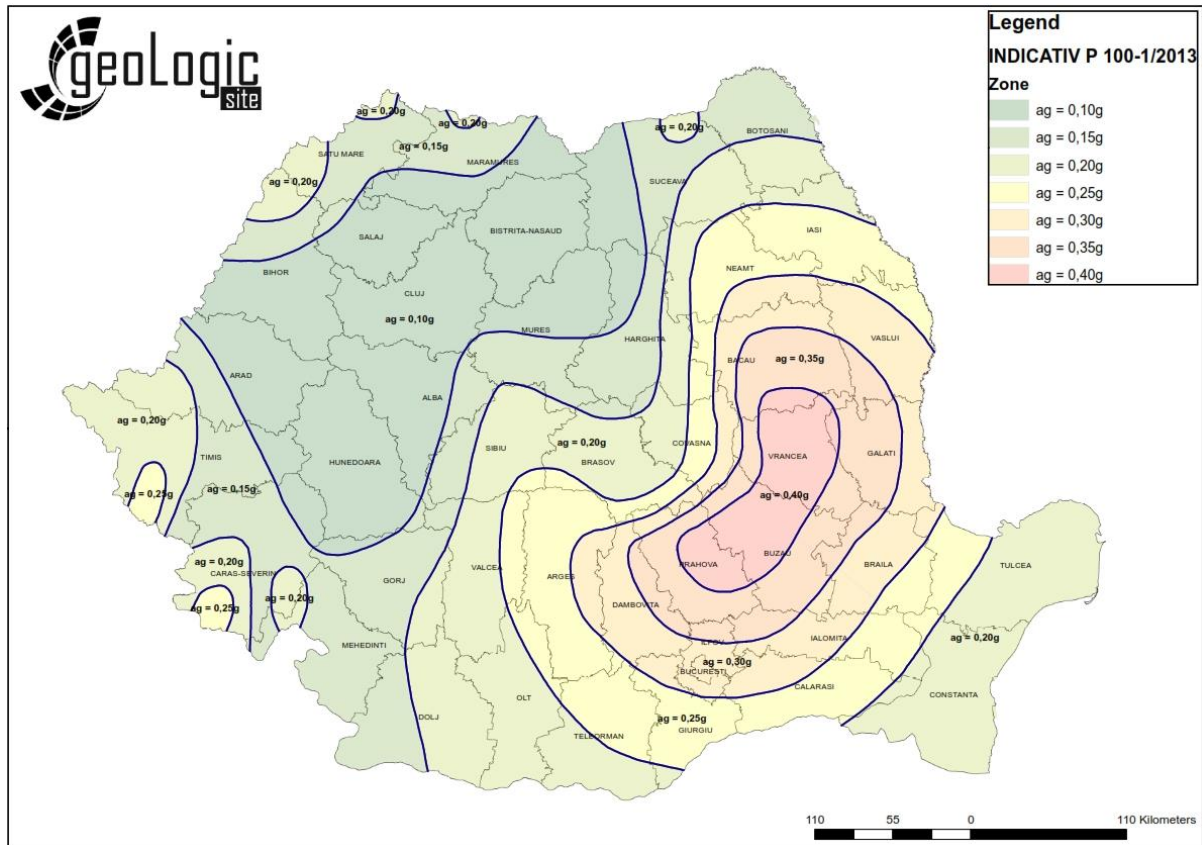 geoLogic
site
Legend
INDICATIV P 100-1/2013
Zone
ag = 0,10g
ag = 0,15g
ag = 0,20g
ag = 0,25g
ag = 0,30g
ag = 0,35g
ag = 0,40g
ag = 0,20g
ag = 0,20g
ag = 0,20g
BOTOSANI
ag = 0,15g
SATU MARE
MARAMURES
ag = 0,20g
SUCEAVA
IASI
SALAJ
BISTRITA-NASAUD
BIHOR
NEAMT
CLUJ
ag = 0,10g
MURES
HARGHITA
VASLUI
BACAU
ag = 0,35g
ARAD
ALBA
ag = 0,20g
ag = 0,20g
COVASNA
SIBIU
BRASOV
GALATI
VRANCEA
TIMIS
HUNEDOARA
ag = 0,15g
ag = 0,25g
ag = 0,40g
BUZAU
ag = 0,20g
CARAS-SEVERIN
VALCEA
PRAHOVA
BRAILA
TULCEA
GORJ
ARGES
ag = 0,20g
ag = 0,25g
DAMBOVITA
MEHEDINTI
ILFOV
IALOMITA
ag = 0,20g
ag = 0,30g
BUCURESTI
CALARASI
OLT
CONSTANTA
DOLJ
ag = 0,25g
GIURGIU
TELEORMAN
110 55 0 110 Kilometers